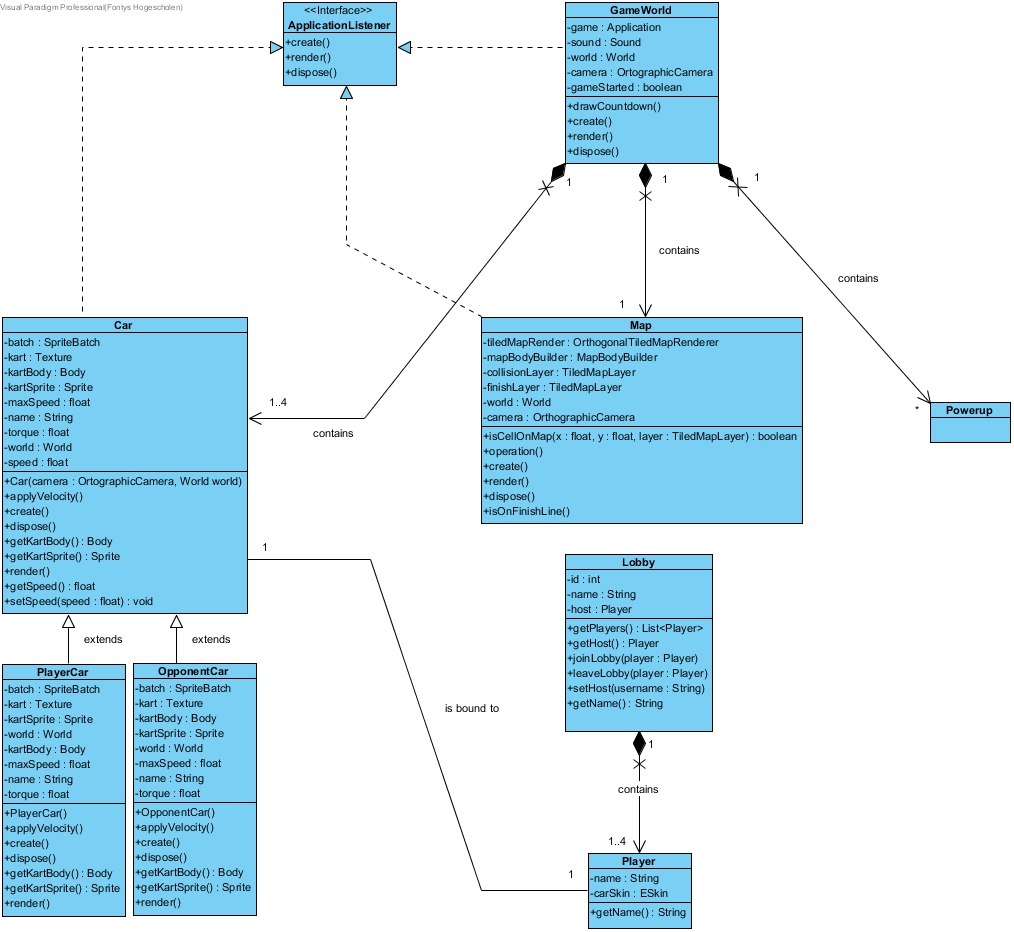 Visual Paradigm Professional(Fontys Hogescholen)
<<Interface>>
ApplicationListener
+create()
+render()
+dispose()
GameWorld
-game : Application
-sound : Sound
-world : World
-camera : OrtographicCamera
-gameStarted : boolean
+drawCountdown()
+create()
+render()
+dispose()
1
1
1
contains
contains
1
1..4
contains
*
Car
-batch : SpriteBatch
-kart : Texture
-kartBody : Body
-kartSprite : Sprite
-maxSpeed : float
-name : String
-torque : float
-world : World
-speed : float
+Car(camera : OrtographicCamera, World world)
+applyVelocity()
+create()
+dispose()
+getKartBody() : Body
+getKartSprite() : Sprite
+render()
+getSpeed() : float
+setSpeed(speed : float) : void
Map
-tiledMapRender : OrthogonalTiledMapRenderer
-mapBodyBuilder : MapBodyBuilder
-collisionLayer : TiledMapLayer
-finishLayer : TiledMapLayer
-world : World
-camera : OrthographicCamera
+isCellOnMap(x : float, y : float, layer : TiledMapLayer) : boolean
+operation()
+create()
+render()
+dispose()
+isOnFinishLine()
Powerup
1
extends
extends
PlayerCar
-batch : SpriteBatch
-kart : Texture
-kartSprite : Sprite
-world : World
-kartBody : Body
-maxSpeed : float
-name : String
-torque : float
+PlayerCar()
+applyVelocity()
+create()
+dispose()
+getKartBody() : Body
+getKartSprite() : Sprite
+render()
OpponentCar
-batch : SpriteBatch
-kart : Texture
-kartBody : Body
-kartSprite : Sprite
-world : World
-maxSpeed : float
-name : String
-torque : float
+OpponentCar()
+applyVelocity()
+create()
+dispose()
+getKartBody() : Body
+getKartSprite() : Sprite
+render()
is bound to
Lobby
-id : int
-name : String
-host : Player
+getPlayers() : List<Player>
+getHost() : Player
+joinLobby(player : Player)
+leaveLobby(player : Player)
+setHost(username : String)
+getName() : String
1
contains
1..4
1
Player
-name : String
-carSkin : ESkin
+getName() : String